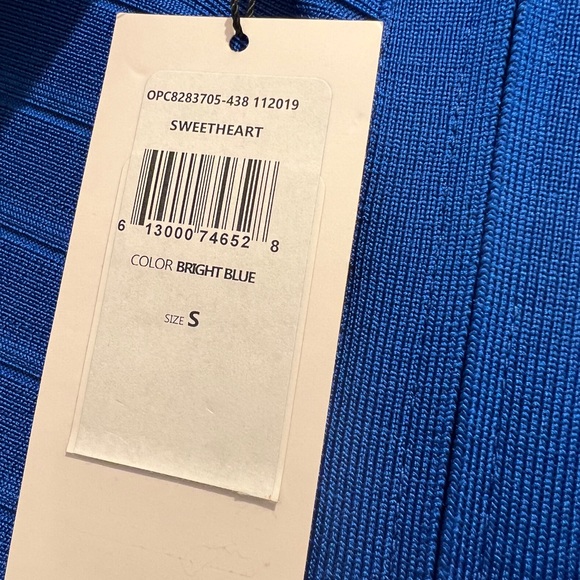 OPC8283705-438 112019
SWEETHEART
6 13000 74652 8
COLOR BRIGHT BLUE
SIZE S